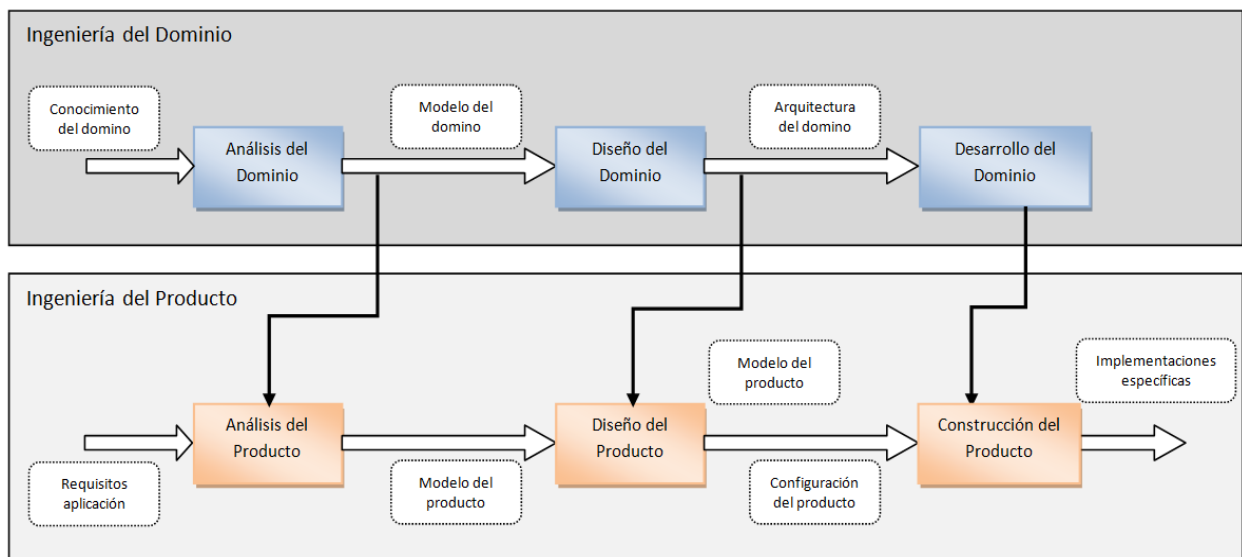 Ingeniería del Dominio
Conocimiento
del domino
Análisis del
Dominio
Modelo del
domino
Diseño del
Dominio
Arquitectura
del domino
Desarrollo del
Dominio
Ingeniería del Producto
Requisitos
aplicación
Análisis del
Producto
Modelo del
producto
Diseño del
Producto
Modelo del
producto
Configuración
del producto
Construcción del
Producto
Implementaciones
específicas